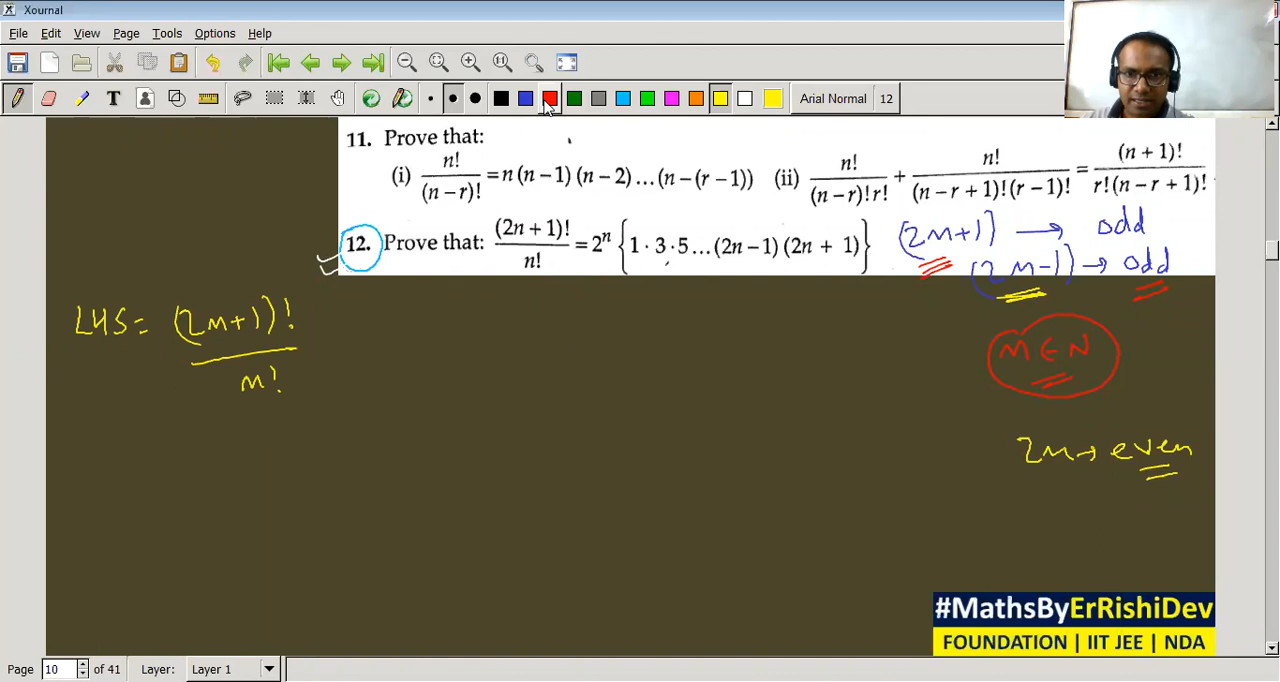 Xournal
File Edit View Page Tools Options Help
Arial Normal 12
11. Prove that:
(i) n!/(n−r)! = n(n−1)(n−2)...(n−(r−1)) (ii) n!/((n−r)! r!) + n!/((n−r+1)!(r−1)!) = (n+1)!/(r!(n−r+1)!)
12. Prove that: (2n+1)!/n! = 2ⁿ {1·3·5...(2n−1)(2n+1)}
(2n+1) → odd
(2n−1) → odd
LHS = (2n+1)!/n!
n ∈ N
2n → even
#MathsByErRishiDev
FOUNDATION | IIT JEE | NDA
Page 10 of 41 Layer: Layer 1